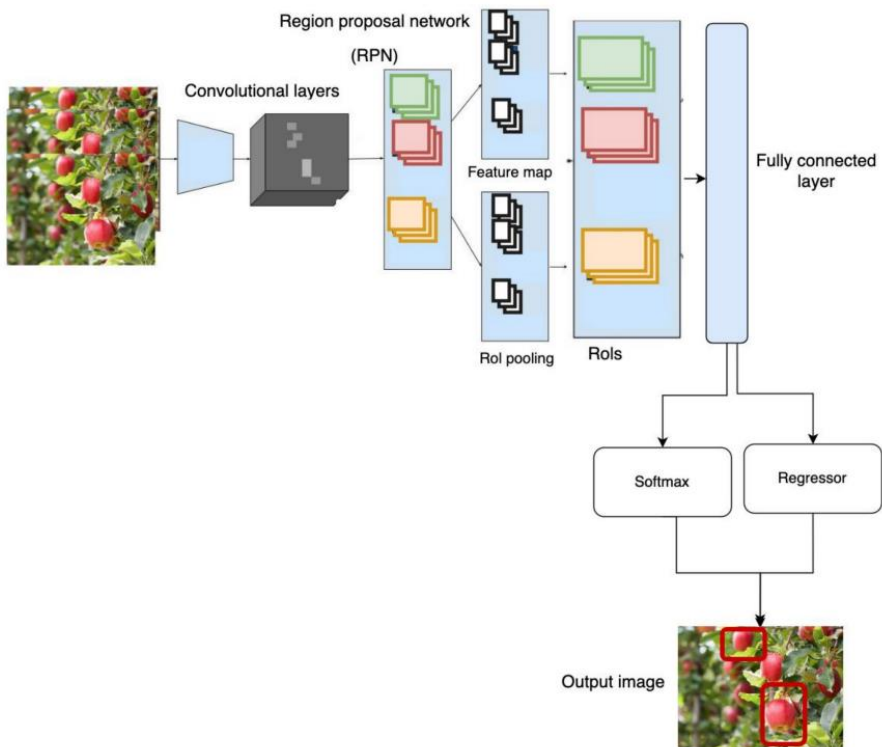 Region proposal network
(RPN)
Convolutional layers
Feature map
Fully connected
layer
RoI pooling
RoIs
Softmax
Regressor
Output image